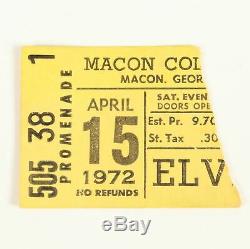 505 38 1
PROMENADE
MACON COL
MACON. GEOR
APRIL
15
1972
NO REFUNDS
SAT. EVEN
DOORS OPE
Est. Pr. 9.70
St. Tax .30
ELV
ebay